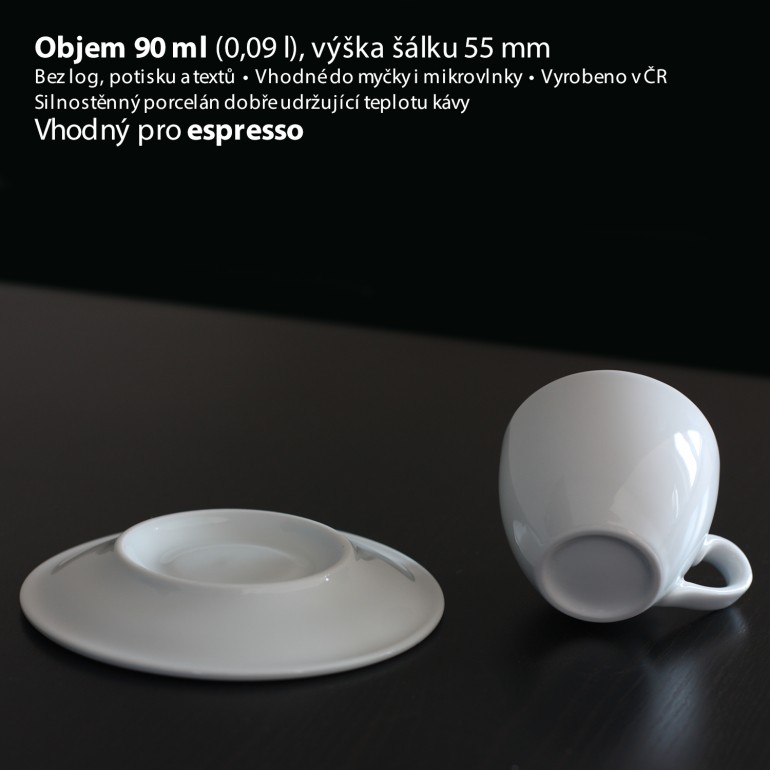 Objem 90 ml (0,09 l), výška šálku 55 mm
Bez log, potisku a textů • Vhodné do myčky i mikrovlnky • Vyrobeno v ČR
Silnostěnný porcelán dobře udržující teplotu kávy
Vhodný pro espresso